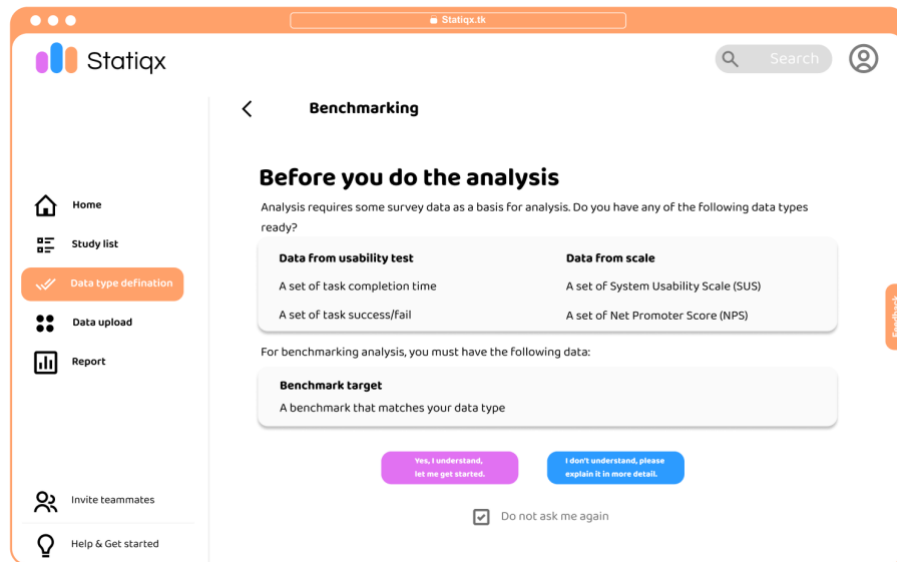 Statiqx.tk
Statiqx
Search
Benchmarking
Home
Study list
Data type defination
Data upload
Report
Invite teammates
Help & Get started
Before you do the analysis
Analysis requires some survey data as a basis for analysis. Do you have any of the following data types
ready?
Data from usability test
A set of task completion time
A set of task success/fail
Data from scale
A set of System Usability Scale (SUS)
A set of Net Promoter Score (NPS)
For benchmarking analysis, you must have the following data:
Benchmark target
A benchmark that matches your data type
Yes, I understand,
let me get started.
I don't understand, please
explain it in more detail.
Do not ask me again
Feedback